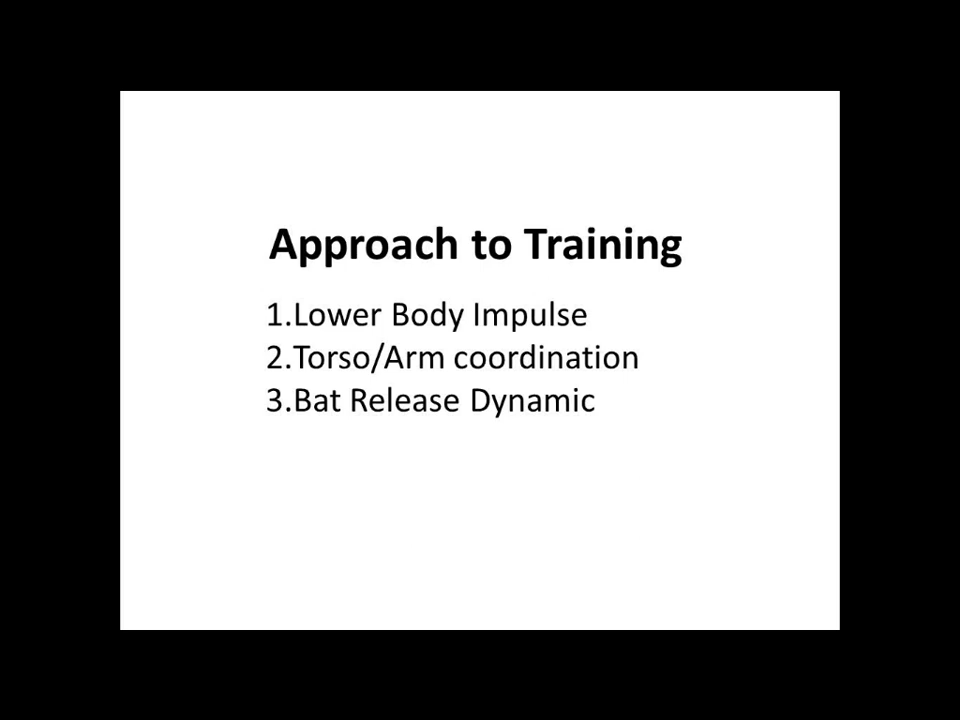 Approach to Training
1.Lower Body Impulse
2.Torso/Arm coordination
3.Bat Release Dynamic